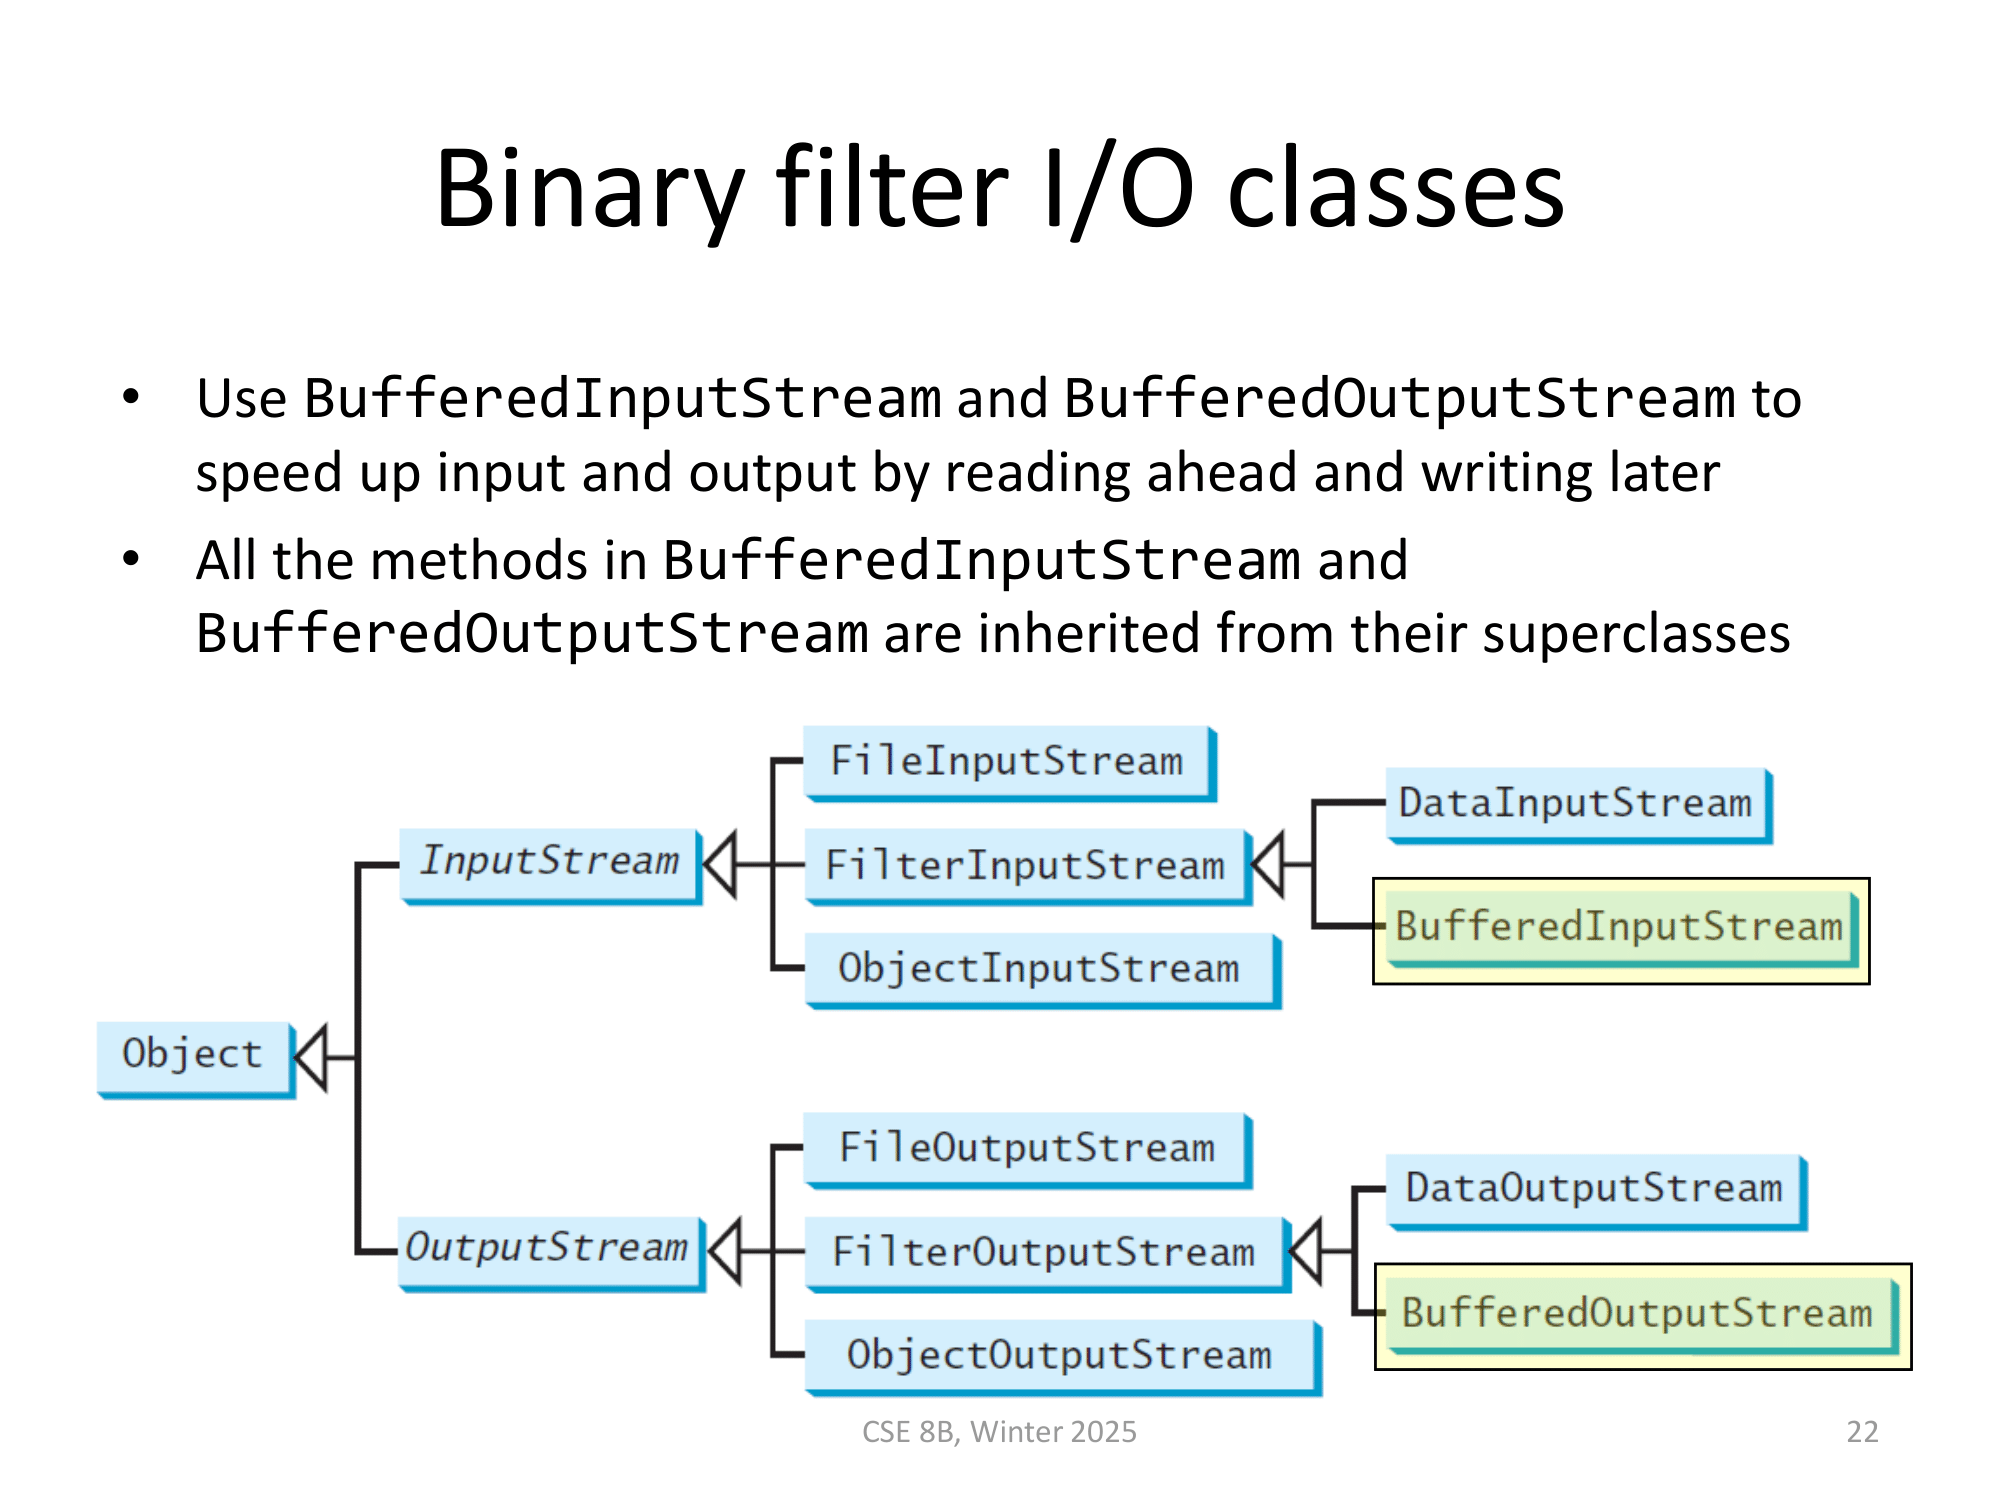 Binary filter I/O classes
• Use BufferedInputStream and BufferedOutputStream to
speed up input and output by reading ahead and writing later
• All the methods in BufferedInputStream and
BufferedOutputStream are inherited from their superclasses
FileInputStream
DataInputStream
InputStream
FilterInputStream
BufferedInputStream
ObjectInputStream
Object
FileOutputStream
DataOutputStream
OutputStream
FilterOutputStream
BufferedOutputStream
ObjectOutputStream
CSE 8B, Winter 2025
22